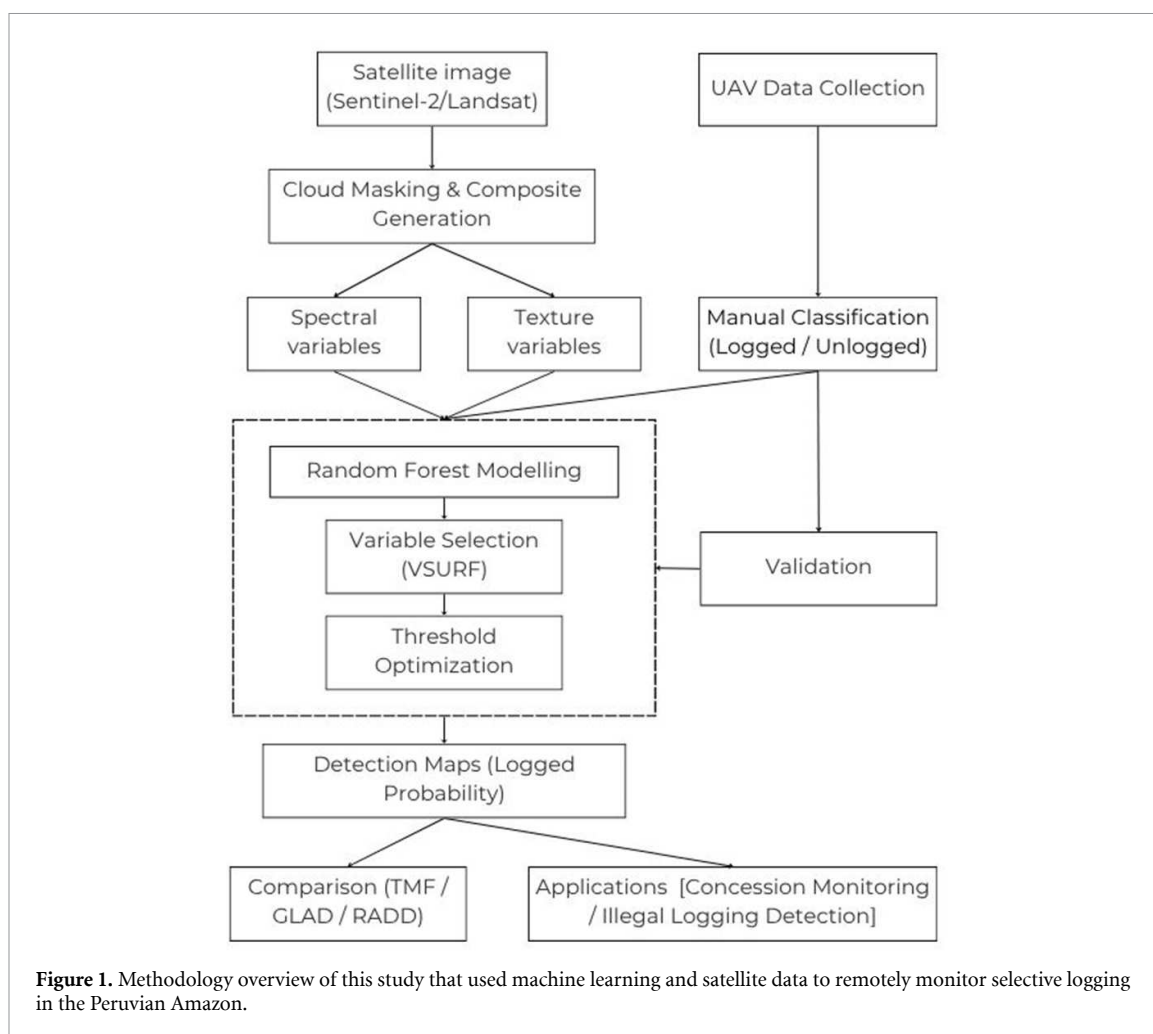 Satellite image
(Sentinel-2/Landsat)
UAV Data Collection
Cloud Masking & Composite
Generation
Spectral
variables
Texture
variables
Manual Classification
(Logged / Unlogged)
Random Forest Modelling
Variable Selection
(VSURF)
Validation
Threshold
Optimization
Detection Maps (Logged
Probability)
Comparison (TMF /
GLAD / RADD)
Applications [Concession Monitoring
/ Illegal Logging Detection]
Figure 1. Methodology overview of this study that used machine learning and satellite data to remotely monitor selective logging
in the Peruvian Amazon.